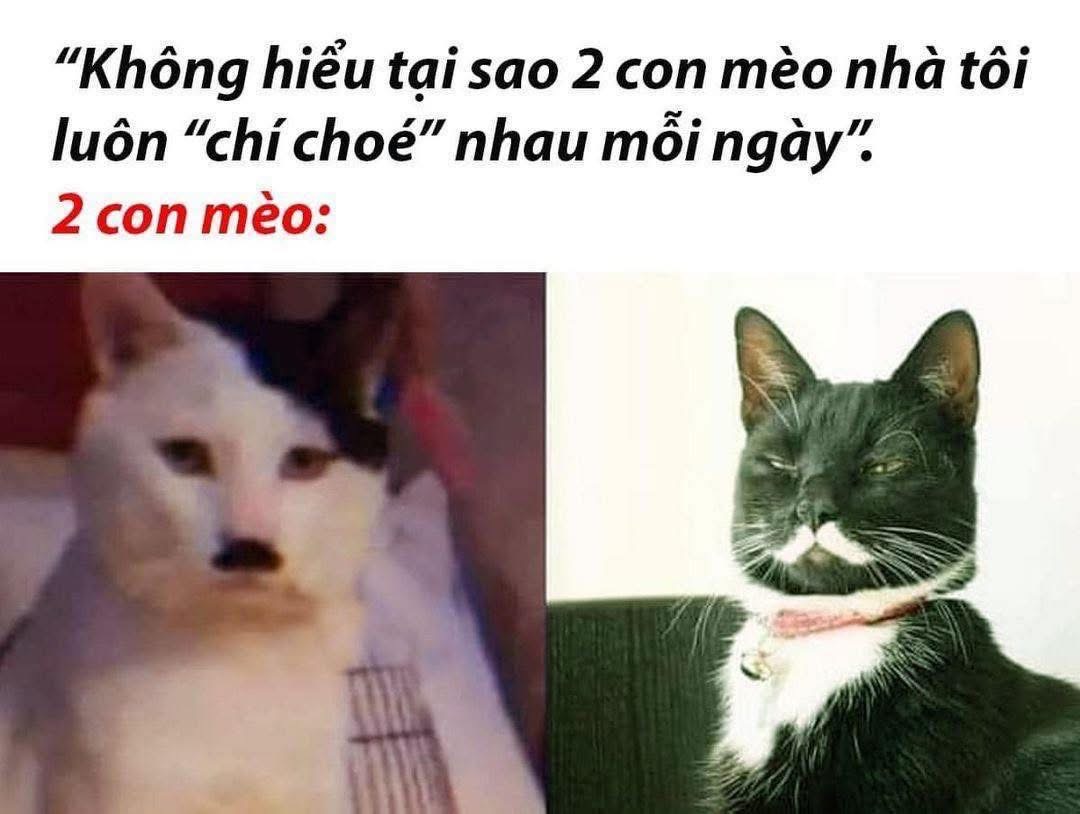 “Không hiểu tại sao 2 con mèo nhà tôi
luôn “chí choé” nhau mỗi ngày”.
2 con mèo: